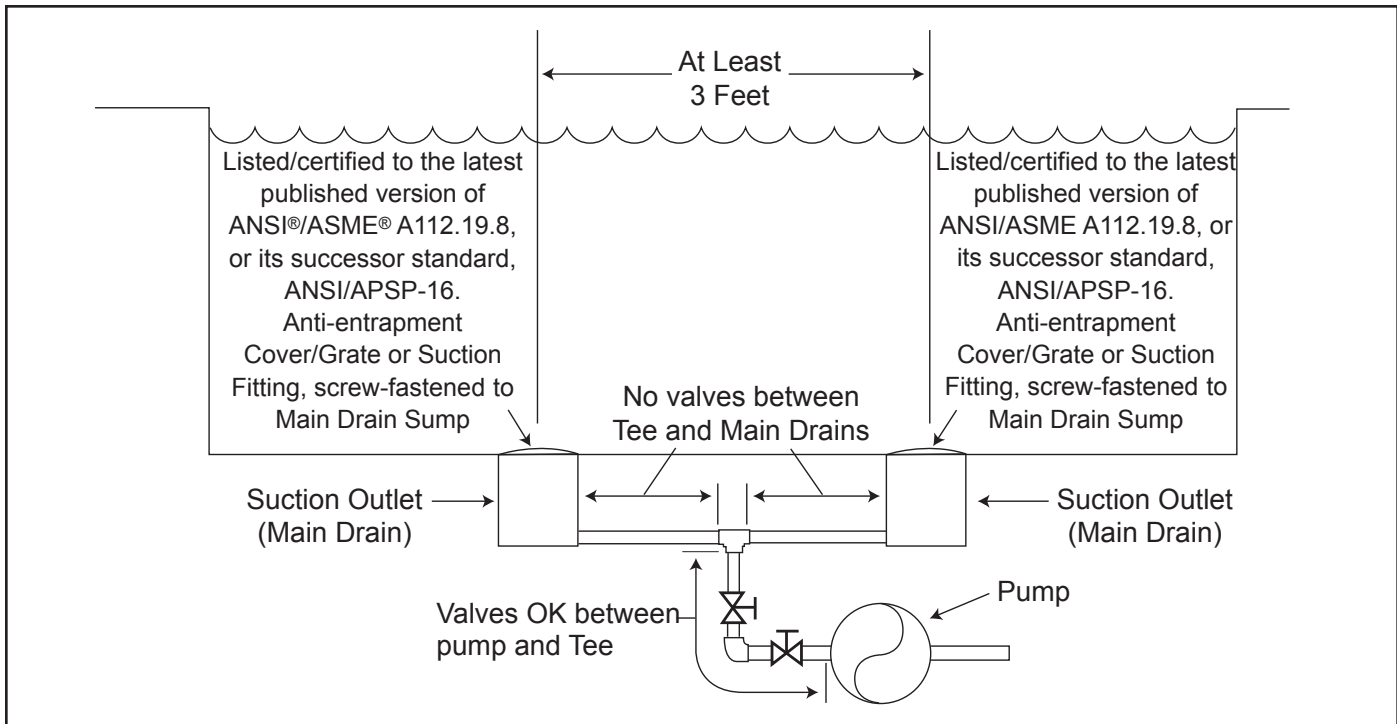 At Least
3 Feet
Listed/certified to the latest
published version of
ANSI®/ASME® A112.19.8,
or its successor standard,
ANSI/APSP-16.
Anti-entrapment
Cover/Grate or Suction
Fitting, screw-fastened to
Main Drain Sump
Listed/certified to the latest
published version of
ANSI/ASME A112.19.8, or
its successor standard,
ANSI/APSP-16.
Anti-entrapment
Cover/Grate or Suction
Fitting, screw-fastened to
Main Drain Sump
No valves between
Tee and Main Drains
Suction Outlet
(Main Drain)
Suction Outlet
(Main Drain)
Valves OK between
pump and Tee
Pump